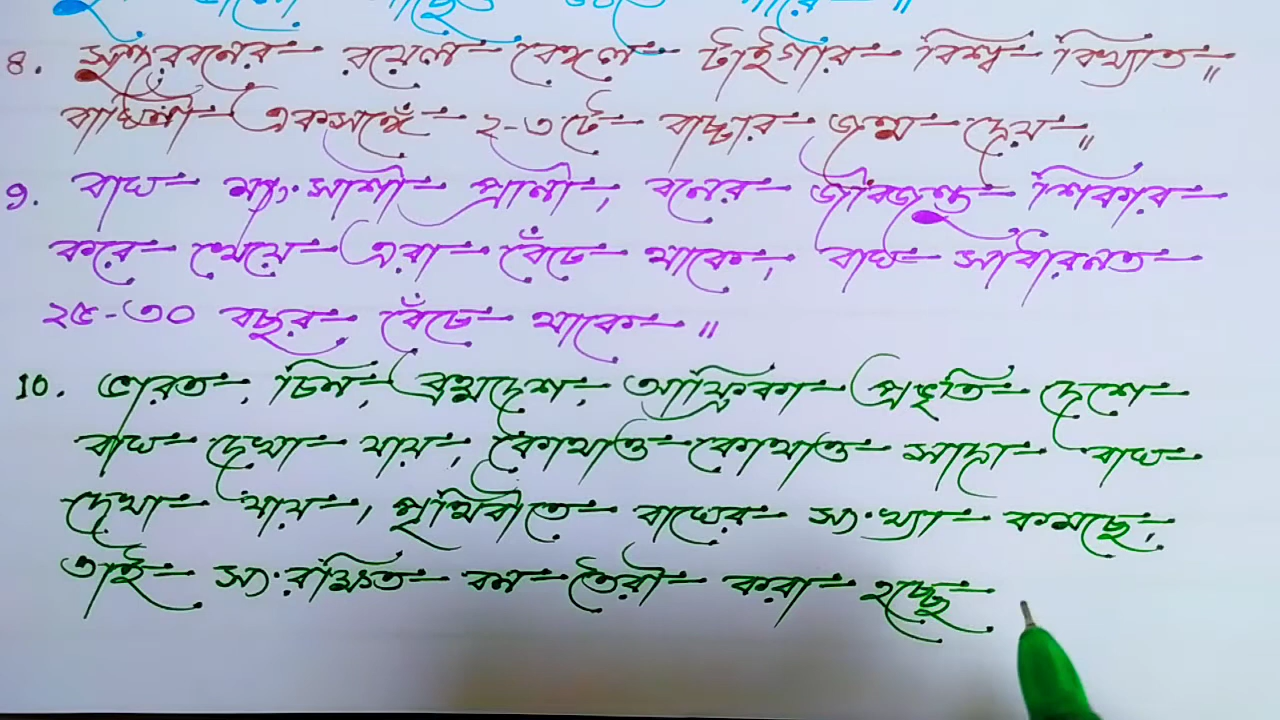 8. সুন্দরবনের রয়েল বেঙ্গল টাইগার বিশ্ব বিখ্যাত॥
বাঘিনী একসঙ্গে ২-৩টে বাচ্চার জন্ম দেয়॥
9. বাঘ মাংসাশী প্রানী, বনের জীবজন্তু শিকার
করে খেয়ে এরা বেঁচে থাকে, বাঘ সাধারনত
২৫-৩০ বছর বেঁচে থাকে॥
10. ভারত, চিন, ব্রহ্মদেশ, আফ্রিকা প্রভৃতি দেশে
বাঘ দেখা যায়, কোথাও কোথাও সাদা বাঘ
দেখা যায়, পৃথিবীতে বাঘের সংখ্যা কমছে,
তাই সংরক্ষিত বন তৈরী করা হচ্ছে